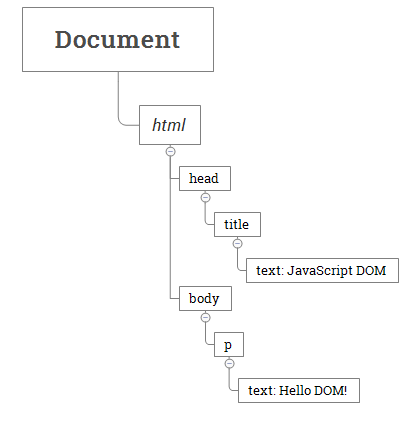 Document
html
head
title
text: JavaScript DOM
body
p
text: Hello DOM!